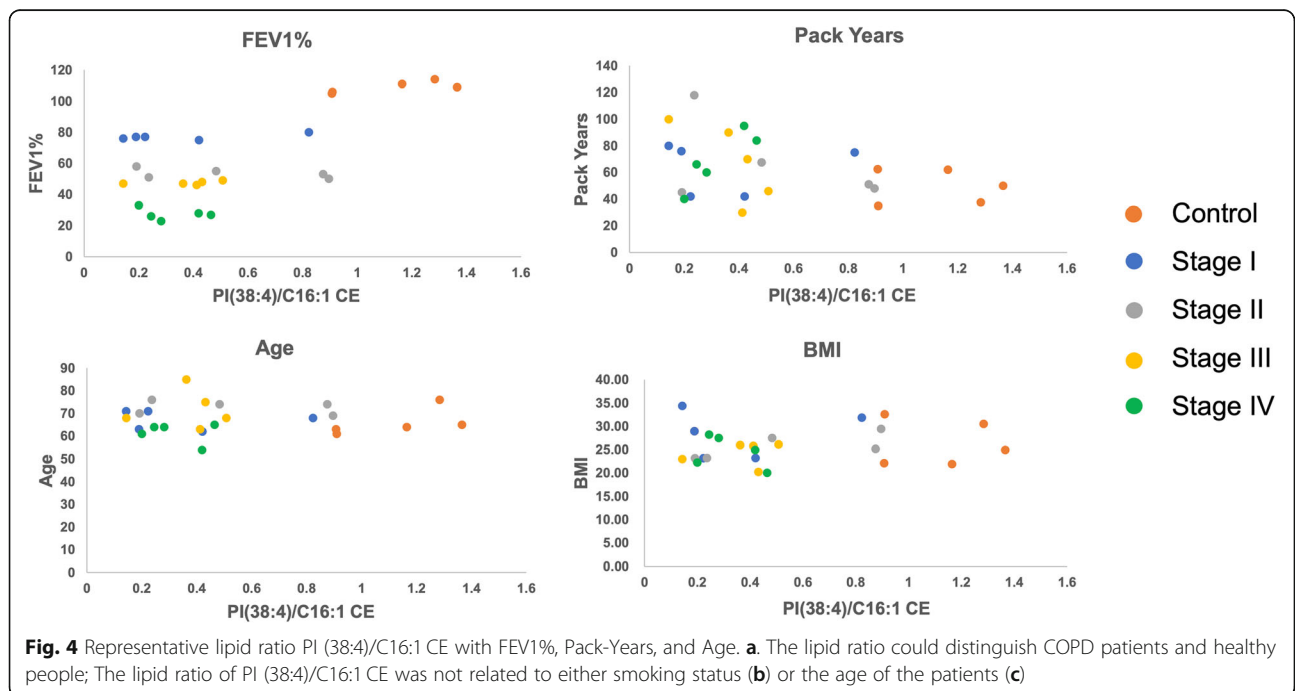 FEV1%
120
100
80
60
40
20
0
FEV1%
0 0.2 0.4 0.6 0.8 1 1.2 1.4 1.6
PI(38:4)/C16:1 CE
Pack Years
140
120
100
80
60
40
20
0
Pack Years
0 0.2 0.4 0.6 0.8 1 1.2 1.4 1.6
PI(38:4)/C16:1 CE
Age
90
80
70
60
50
40
30
20
10
0
Age
0 0.2 0.4 0.6 0.8 1 1.2 1.4 1.6
PI(38:4)/C16:1 CE
BMI
40.00
35.00
30.00
25.00
20.00
15.00
10.00
5.00
0.00
BMI
0 0.2 0.4 0.6 0.8 1 1.2 1.4 1.6
PI(38:4)/C16:1 CE
Control
Stage I
Stage II
Stage III
Stage IV
Fig. 4 Representative lipid ratio PI (38:4)/C16:1 CE with FEV1%, Pack-Years, and Age. a. The lipid ratio could distinguish COPD patients and healthy
people; The lipid ratio of PI (38:4)/C16:1 CE was not related to either smoking status (b) or the age of the patients (c)